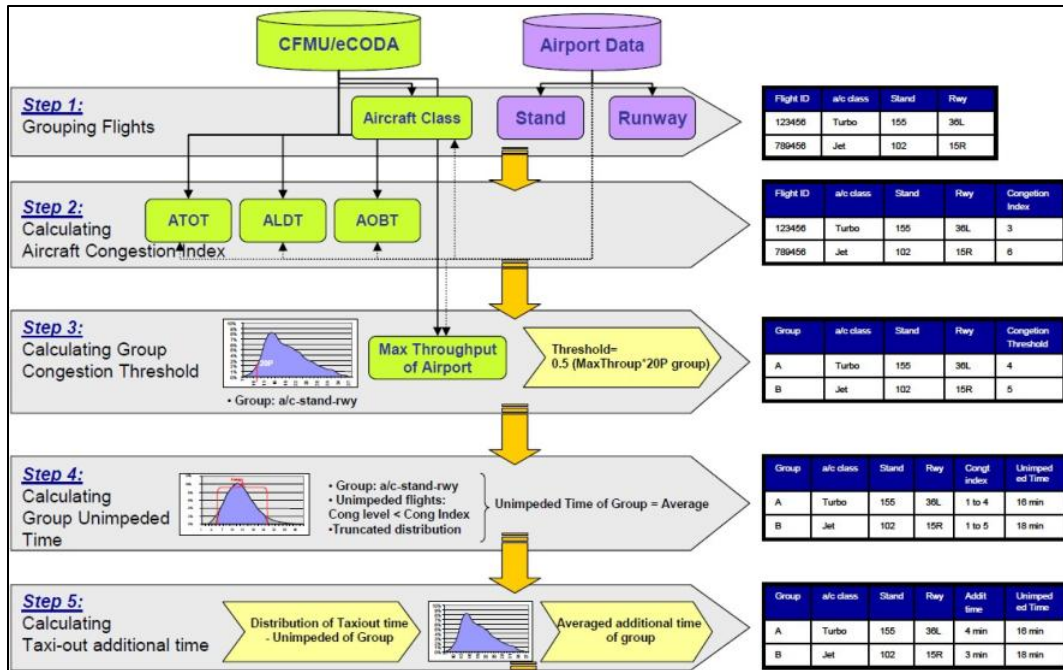 CFMU/eCODA
Airport Data
Step 1:
Grouping Flights
Aircraft Class
Stand
Runway
Flight ID a/c class Stand Rwy
123456 Turbo 155 36L
789456 Jet 102 15R
Step 2:
Calculating
Aircraft Congestion Index
ATOT
ALDT
AOBT
Flight ID a/c class Stand Rwy Congetion
Index
123456 Turbo 155 36L 3
789456 Jet 102 15R 6
Step 3:
Calculating Group
Congestion Threshold
• Group: a/c-stand-rwy
Max Throughput
of Airport
Threshold=
0.5 (MaxThroup*20P group)
Group a/c class Stand Rwy Congetion
Threshold
A Turbo 155 36L 4
B Jet 102 15R 5
Step 4:
Calculating
Group Unimpeded
Time
• Group: a/c-stand-rwy
• Unimpeded flights:
Cong level < Cong Index
•Truncated distribution
Unimpeded Time of Group = Average
Group a/c class Stand Rwy Congt
index
Unimped
ed Time
A Turbo 155 36L 1 to 4 16 min
B Jet 102 15R 1 to 5 18 min
Step 5:
Calculating
Taxi-out additional time
Distribution of Taxiout time
- Unimpeded of Group
Averaged additional time
of group
Group a/c class Stand Rwy Addit
time
Unimped
ed Time
A Turbo 155 36L 4 min 16 min
B Jet 102 15R 3 min 18 min